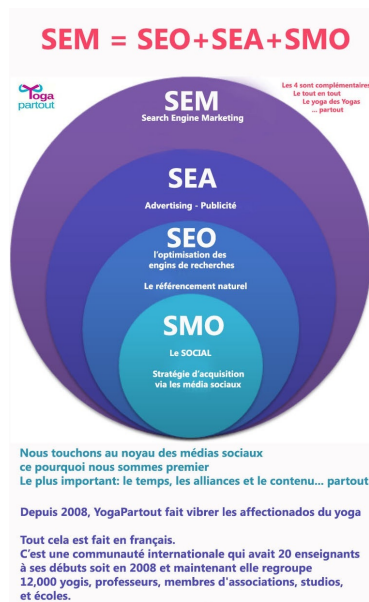 SEM = SEO+SEA+SMO
Yoga
partout
Les 4 sont complémentaires
Le tout en tout
Le yoga des Yogas
... partout
SEM
Search Engine Marketing
SEA
Advertising - Publicité
SEO
l'optimisation des
engins de recherches
Le référencement naturel
SMO
Le SOCIAL
Stratégie d'acquisition
via les média sociaux
Nous touchons au noyau des médias sociaux
ce pourquoi nous sommes premier
Le plus important: le temps, les alliances et le contenu... partout
Depuis 2008, YogaPartout fait vibrer les affectionados du yoga
Tout cela est fait en français.
C'est une communauté internationale qui avait 20 enseignants
à ses débuts soit en 2008 et maintenant elle regroupe
12,000 yogis, professeurs, membres d'associations, studios,
et écoles.